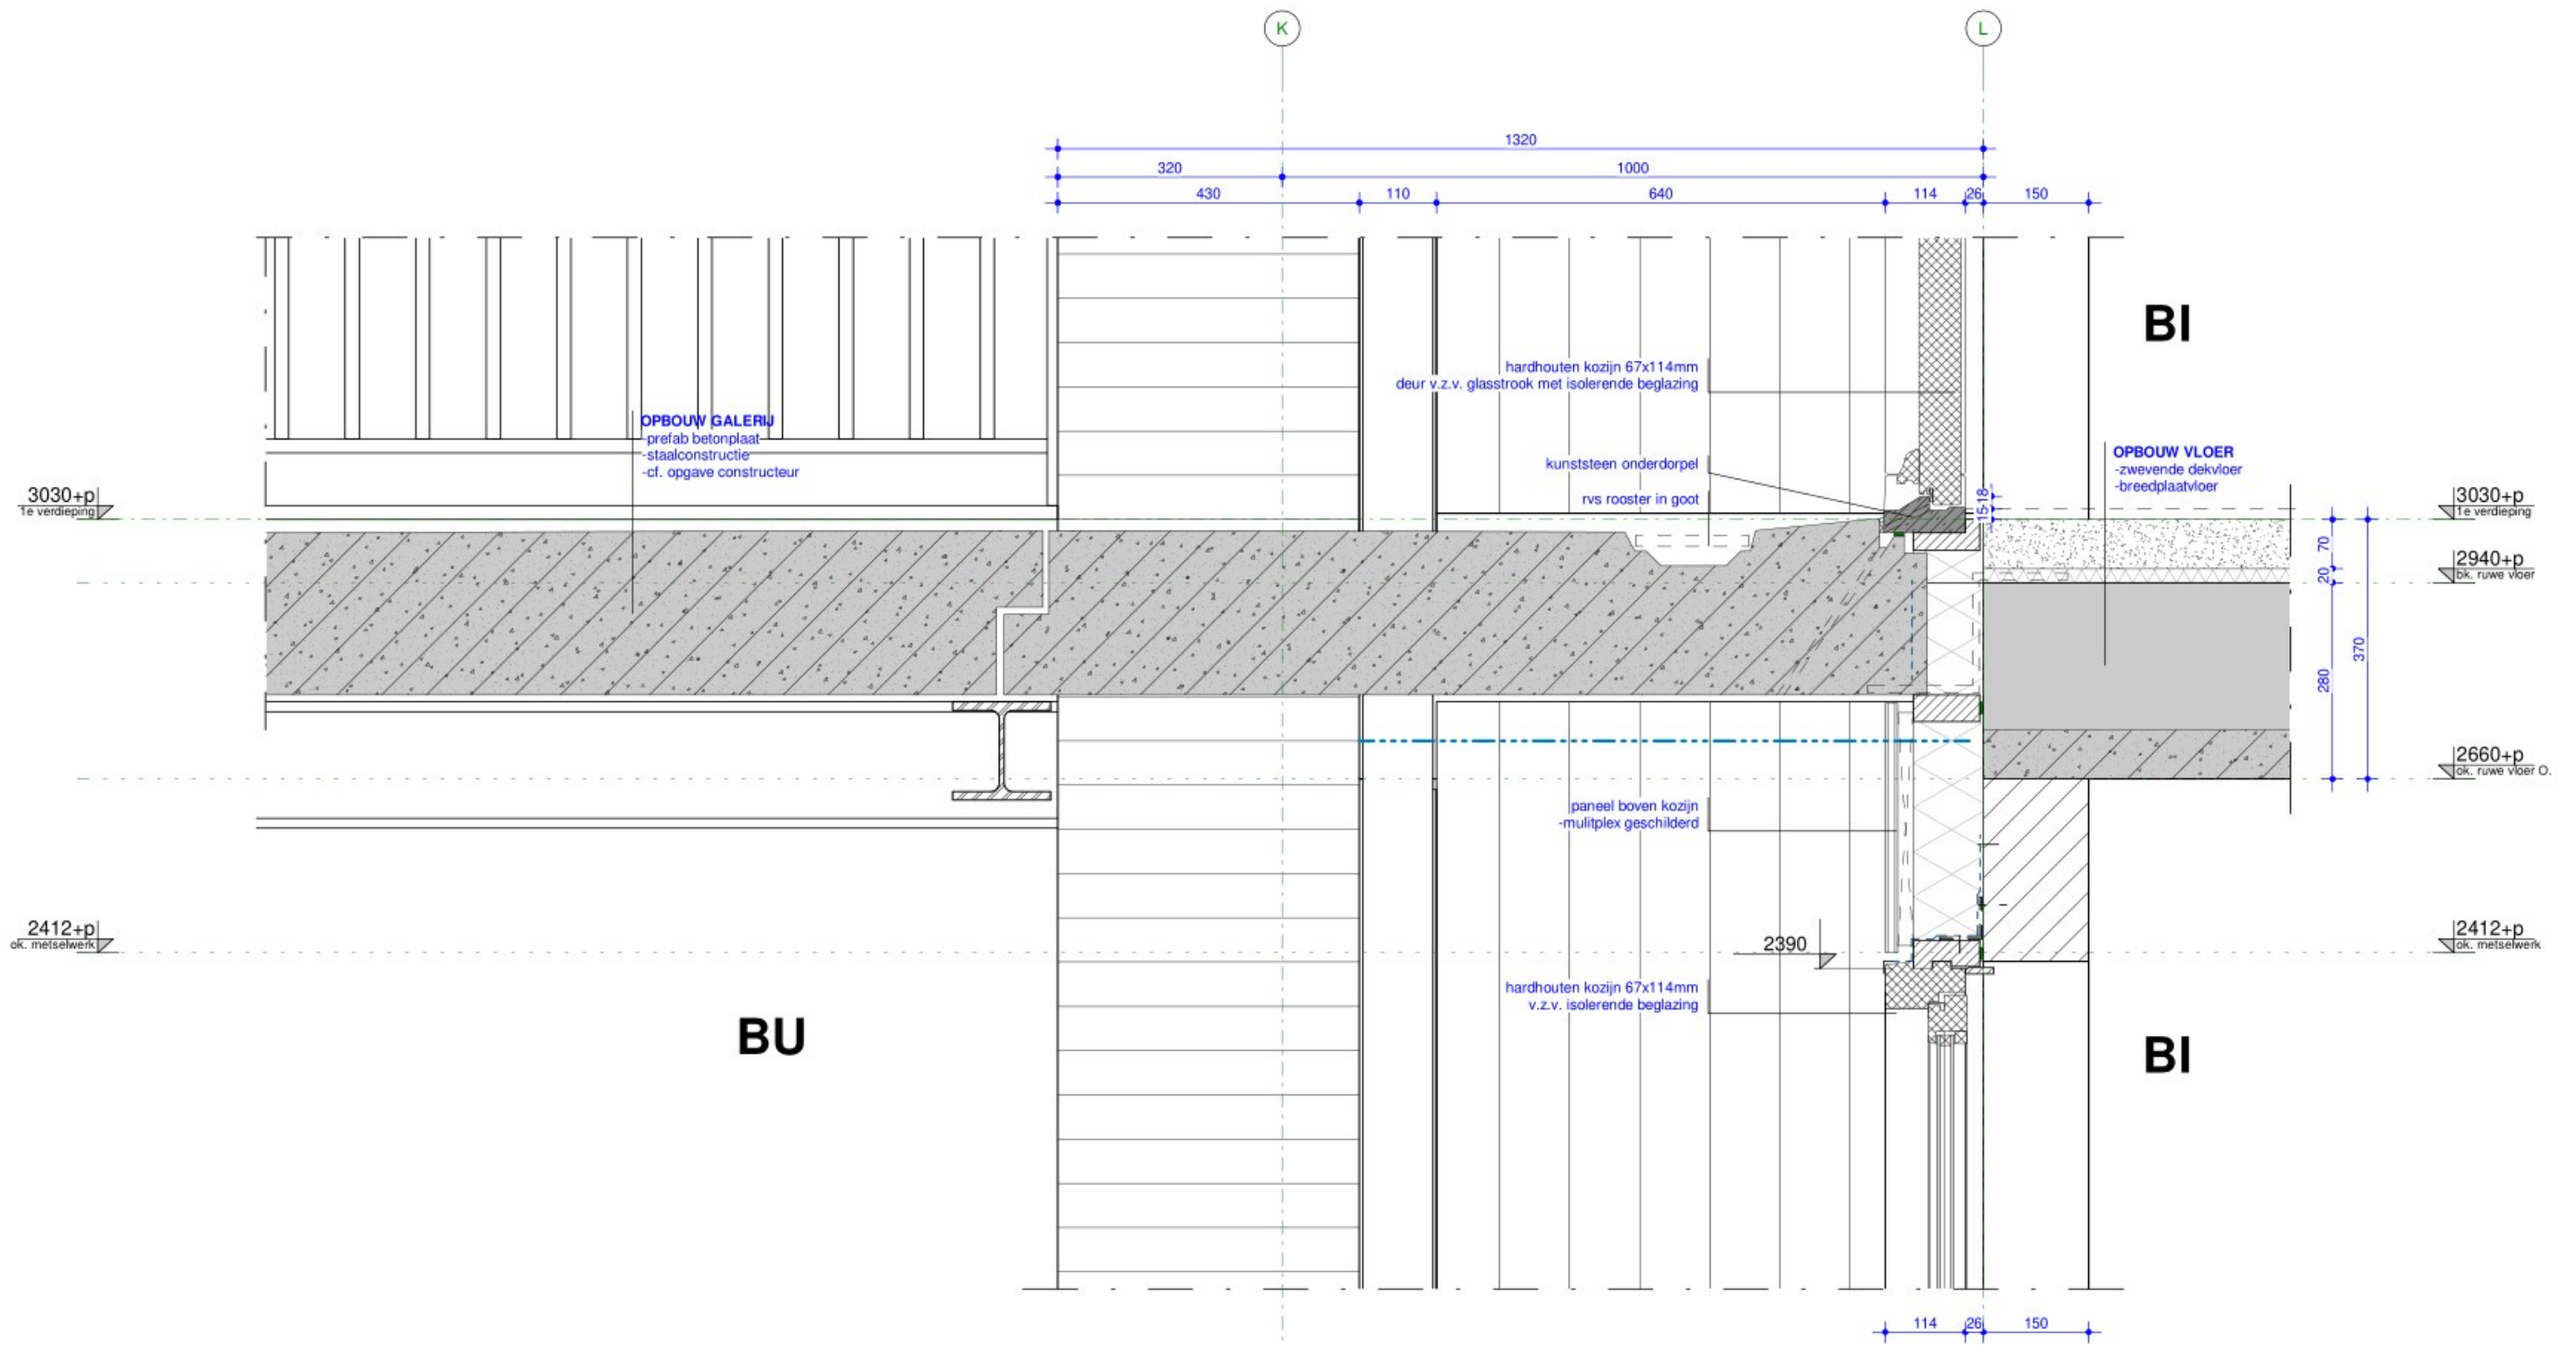 K
L
1320
320
1000
430
110
640
114
26
150
BI
hardhouten kozijn 67x114mm
deur v.z.v. glasstrook met isolerende beglazing
OPBOUW GALERIJ
-prefab betonplaat
-staalconstructie
-cf. opgave constructeur
kunststeen onderdorpel
rvs rooster in goot
OPBOUW VLOER
-zwevende dekvloer
-breedplaatvloer
3030+p
1e verdieping
15
18
3030+p
1e verdieping
70
20
2940+p
bk. ruwe vloer
280
370
2660+p
ok. ruwe vloer O.
paneel boven kozijn
-mulitplex geschilderd
2412+p
ok. metselwerk
2390
2412+p
ok. metselwerk
hardhouten kozijn 67x114mm
v.z.v. isolerende beglazing
BU
BI
114
26
150